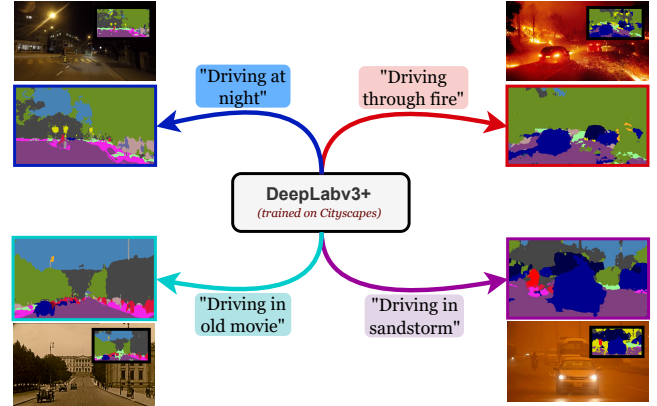 "Driving at
night"
"Driving
through fire"
DeepLabv3+
(trained on Cityscapes)
"Driving in
old movie"
"Driving in
sandstorm"